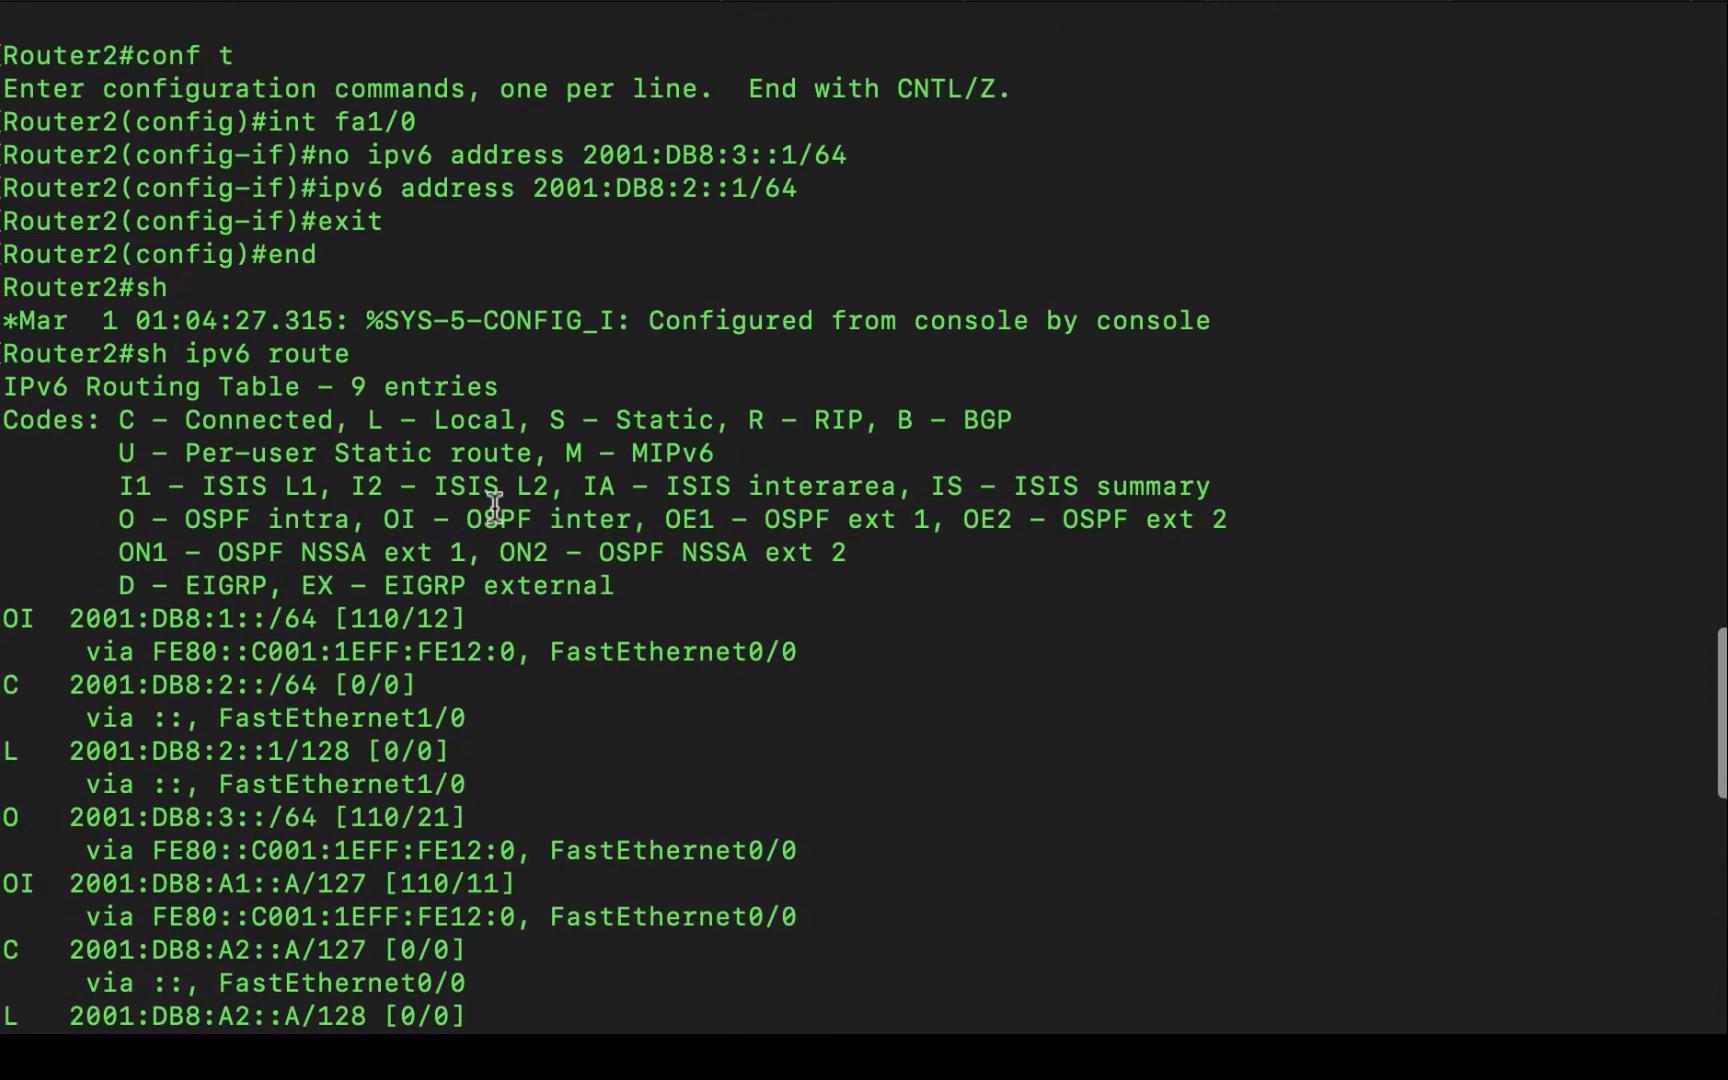 Router2#conf t
Enter configuration commands, one per line.  End with CNTL/Z.
Router2(config)#int fa1/0
Router2(config-if)#no ipv6 address 2001:DB8:3::1/64
Router2(config-if)#ipv6 address 2001:DB8:2::1/64
Router2(config-if)#exit
Router2(config)#end
Router2#sh
*Mar  1 01:04:27.315: %SYS-5-CONFIG_I: Configured from console by console
Router2#sh ipv6 route
IPv6 Routing Table - 9 entries
Codes: C - Connected, L - Local, S - Static, R - RIP, B - BGP
       U - Per-user Static route, M - MIPv6
       I1 - ISIS L1, I2 - ISIS L2, IA - ISIS interarea, IS - ISIS summary
       O - OSPF intra, OI - OSPF inter, OE1 - OSPF ext 1, OE2 - OSPF ext 2
       ON1 - OSPF NSSA ext 1, ON2 - OSPF NSSA ext 2
       D - EIGRP, EX - EIGRP external
OI  2001:DB8:1::/64 [110/12]
     via FE80::C001:1EFF:FE12:0, FastEthernet0/0
C   2001:DB8:2::/64 [0/0]
     via ::, FastEthernet1/0
L   2001:DB8:2::1/128 [0/0]
     via ::, FastEthernet1/0
O   2001:DB8:3::/64 [110/21]
     via FE80::C001:1EFF:FE12:0, FastEthernet0/0
OI  2001:DB8:A1::A/127 [110/11]
     via FE80::C001:1EFF:FE12:0, FastEthernet0/0
C   2001:DB8:A2::A/127 [0/0]
     via ::, FastEthernet0/0
L   2001:DB8:A2::A/128 [0/0]